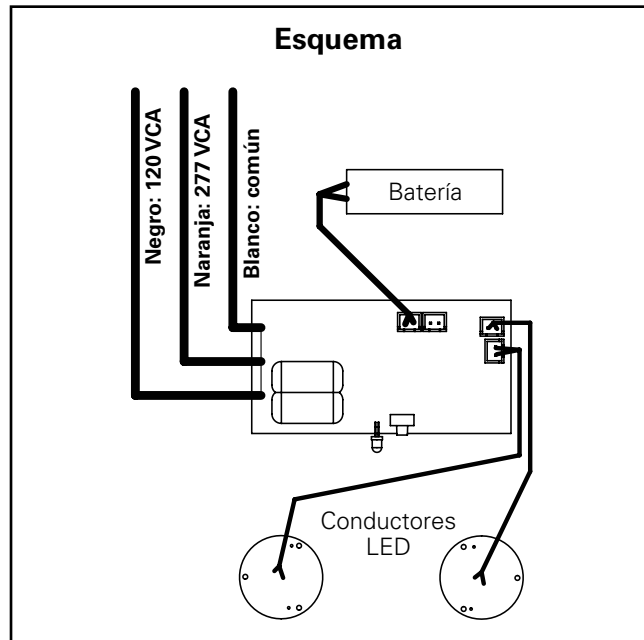 Esquema
Negro: 120 VCA
Naranja: 277 VCA
Blanco: común
Batería
Conductores
LED